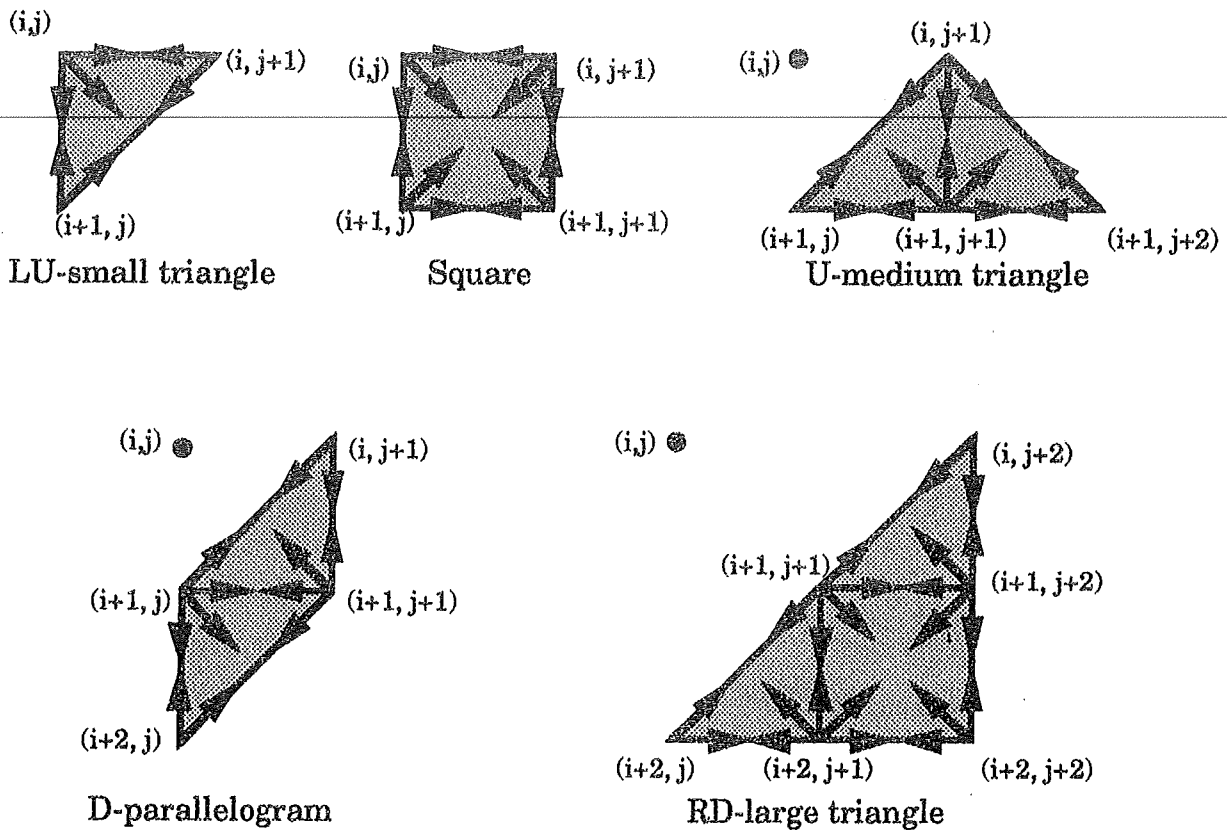 (i,j)
(i, j+1)
(i+1, j)
LU-small triangle
(i,j)
(i, j+1)
(i+1, j)
(i+1, j+1)
Square
(i,j)
(i, j+1)
(i+1, j)
(i+1, j+1)
(i+1, j+2)
U-medium triangle
(i,j)
(i, j+1)
(i+1, j)
(i+1, j+1)
(i+2, j)
D-parallelogram
(i,j)
(i, j+2)
(i+1, j+1)
(i+1, j+2)
(i+2, j)
(i+2, j+1)
(i+2, j+2)
RD-large triangle